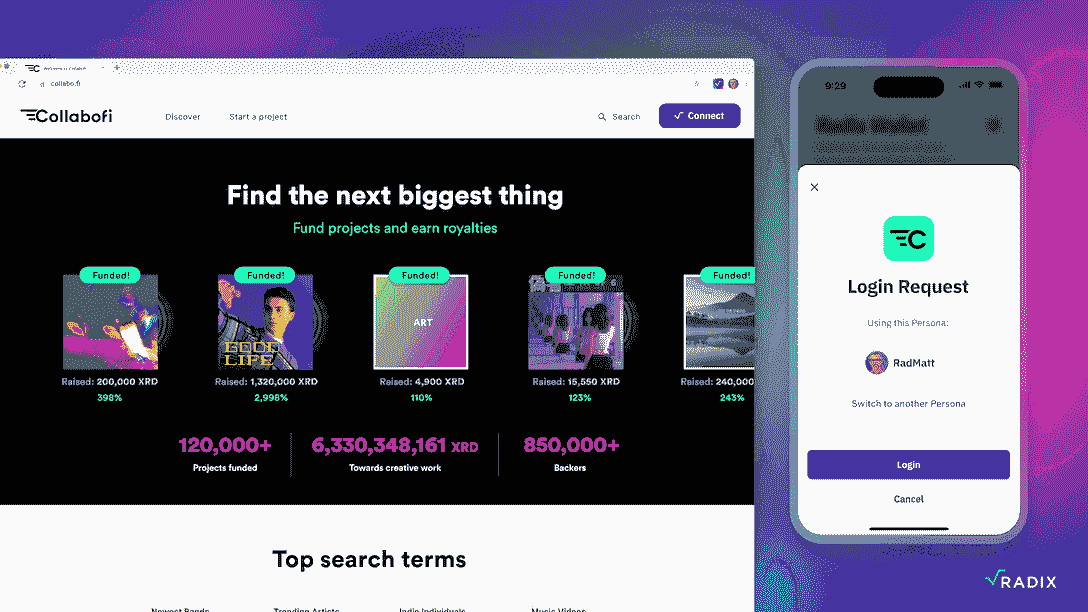 collabo.fi
Collabofi
Discover
Start a project
Search
Connect
Find the next biggest thing
Fund projects and earn royalties
Funded!
Funded!
Funded!
Funded!
Funded!
GOOD
LIFE
ART
Raised: 200,000 XRD
398%
Raised: 1,320,000 XRD
2,998%
Raised: 4,900 XRD
110%
Raised: 15,550 XRD
123%
Raised: 240,000
243%
120,000+
Projects funded
6,330,348,161 XRD
Towards creative work
850,000+
Backers
Top search terms
Newest Bands
Trending Artists
Indie Individuals
Music Videos
9:29
Login Request
Using this Persona:
RadMatt
Switch to another Persona
Login
Cancel
RADIX